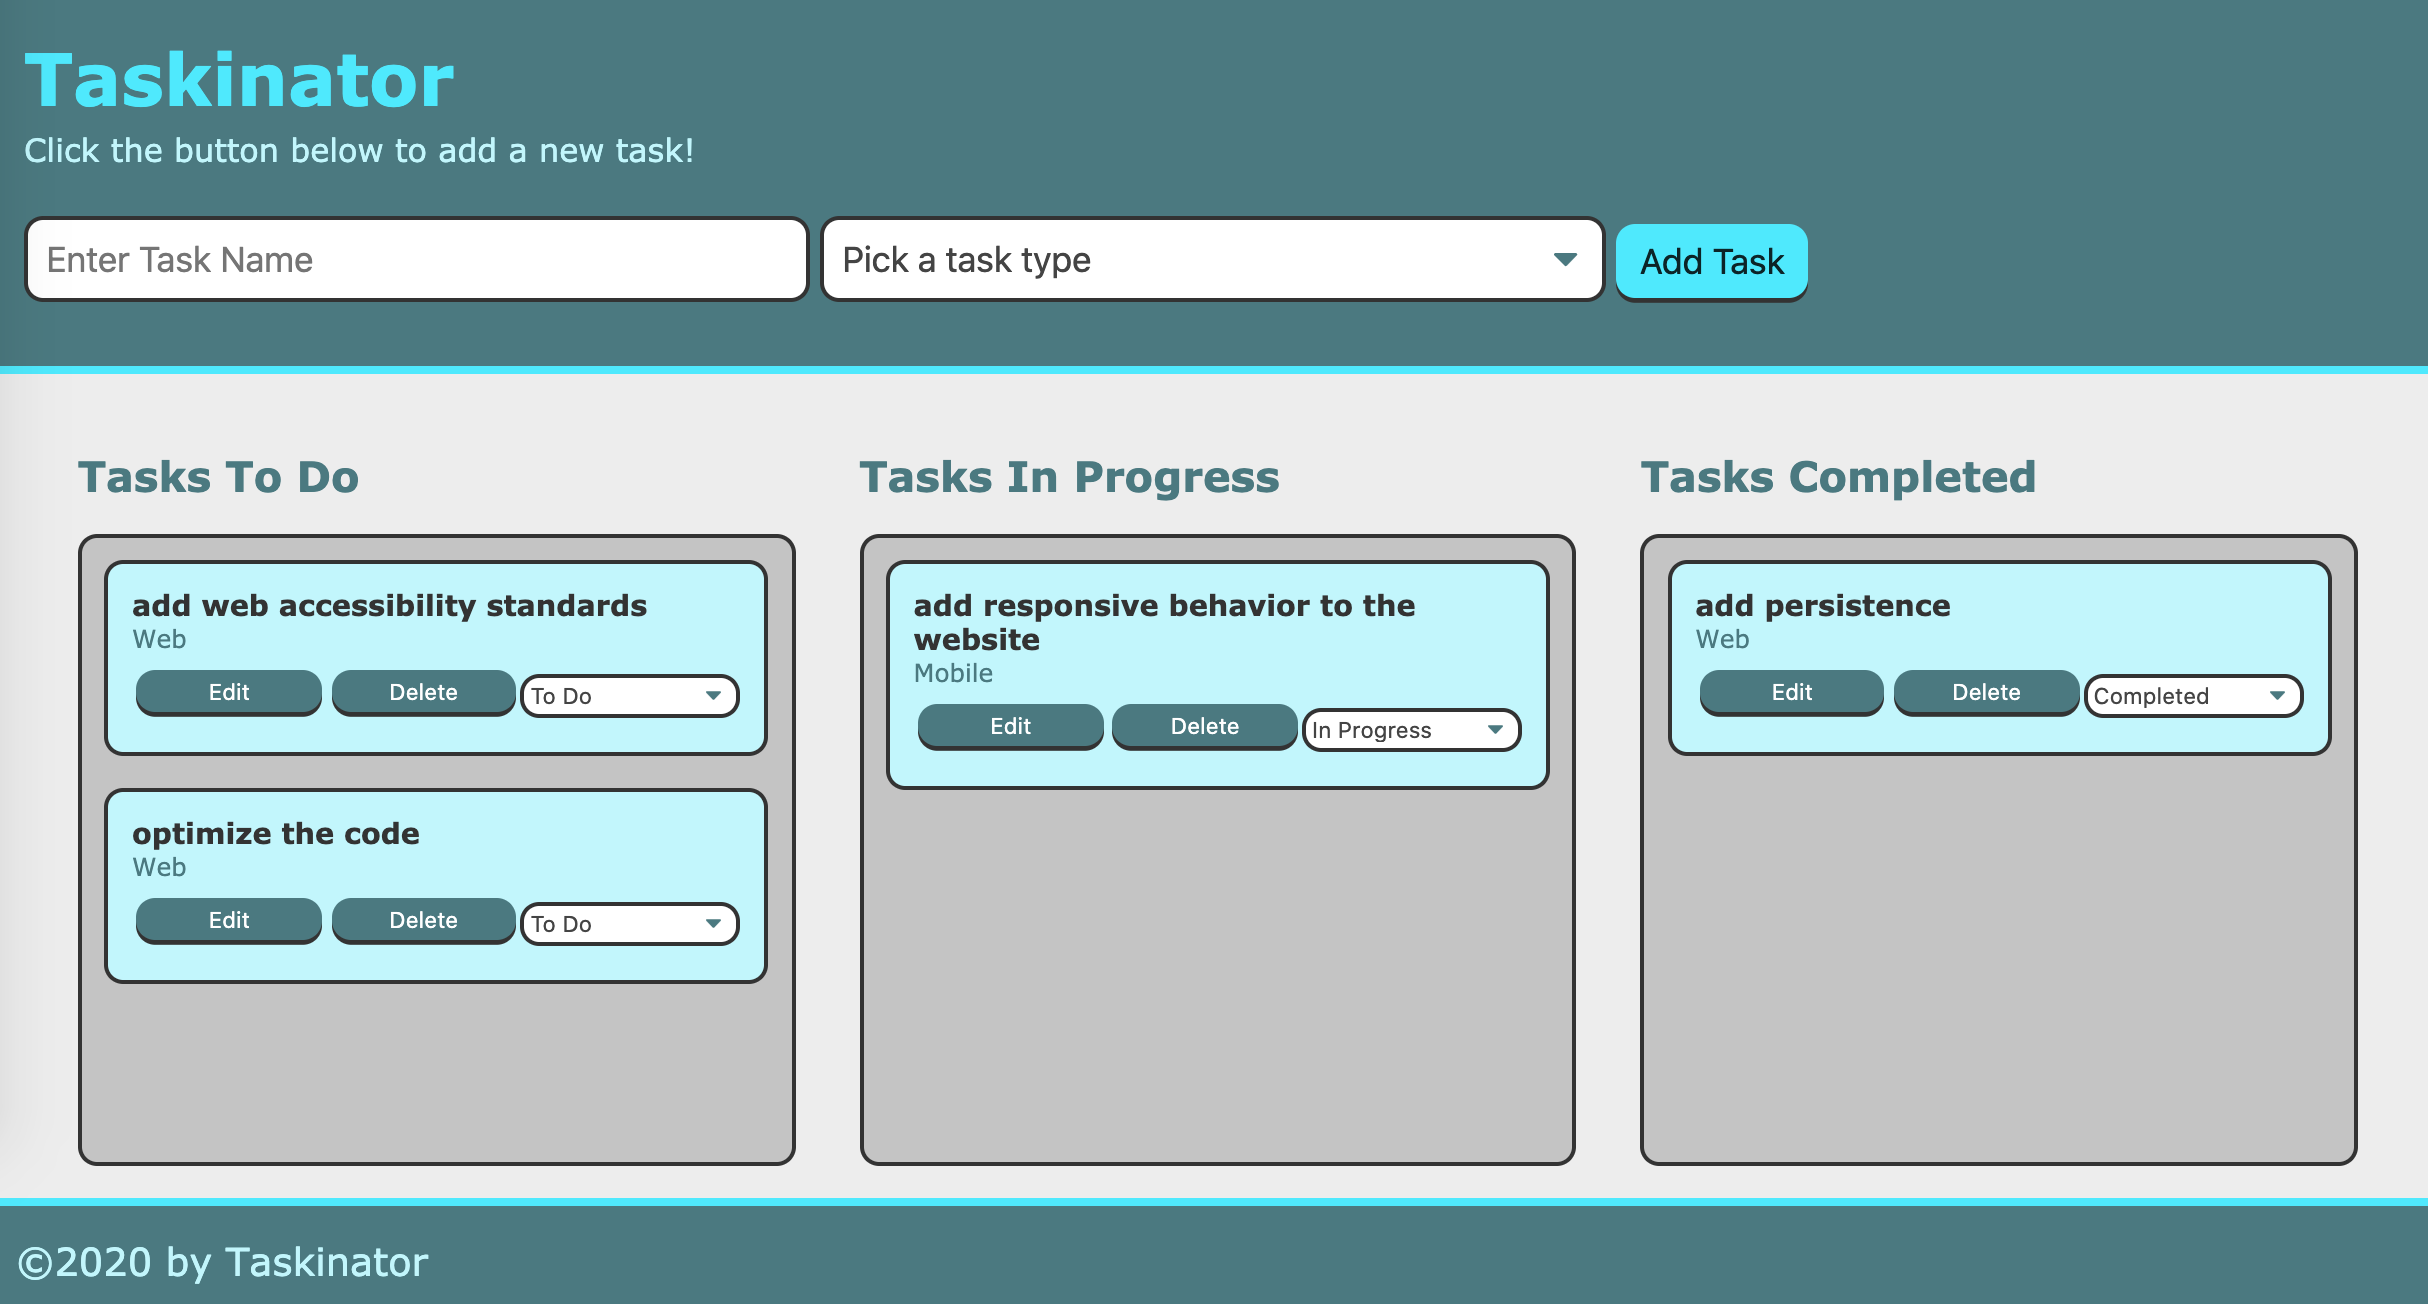 Taskinator
Click the button below to add a new task!
Enter Task Name
Pick a task type
Add Task
Tasks To Do
add web accessibility standards
Web
Edit
Delete
To Do
optimize the code
Web
Edit
Delete
To Do
Tasks In Progress
add responsive behavior to the
website
Mobile
Edit
Delete
In Progress
Tasks Completed
add persistence
Web
Edit
Delete
Completed
©2020 by Taskinator